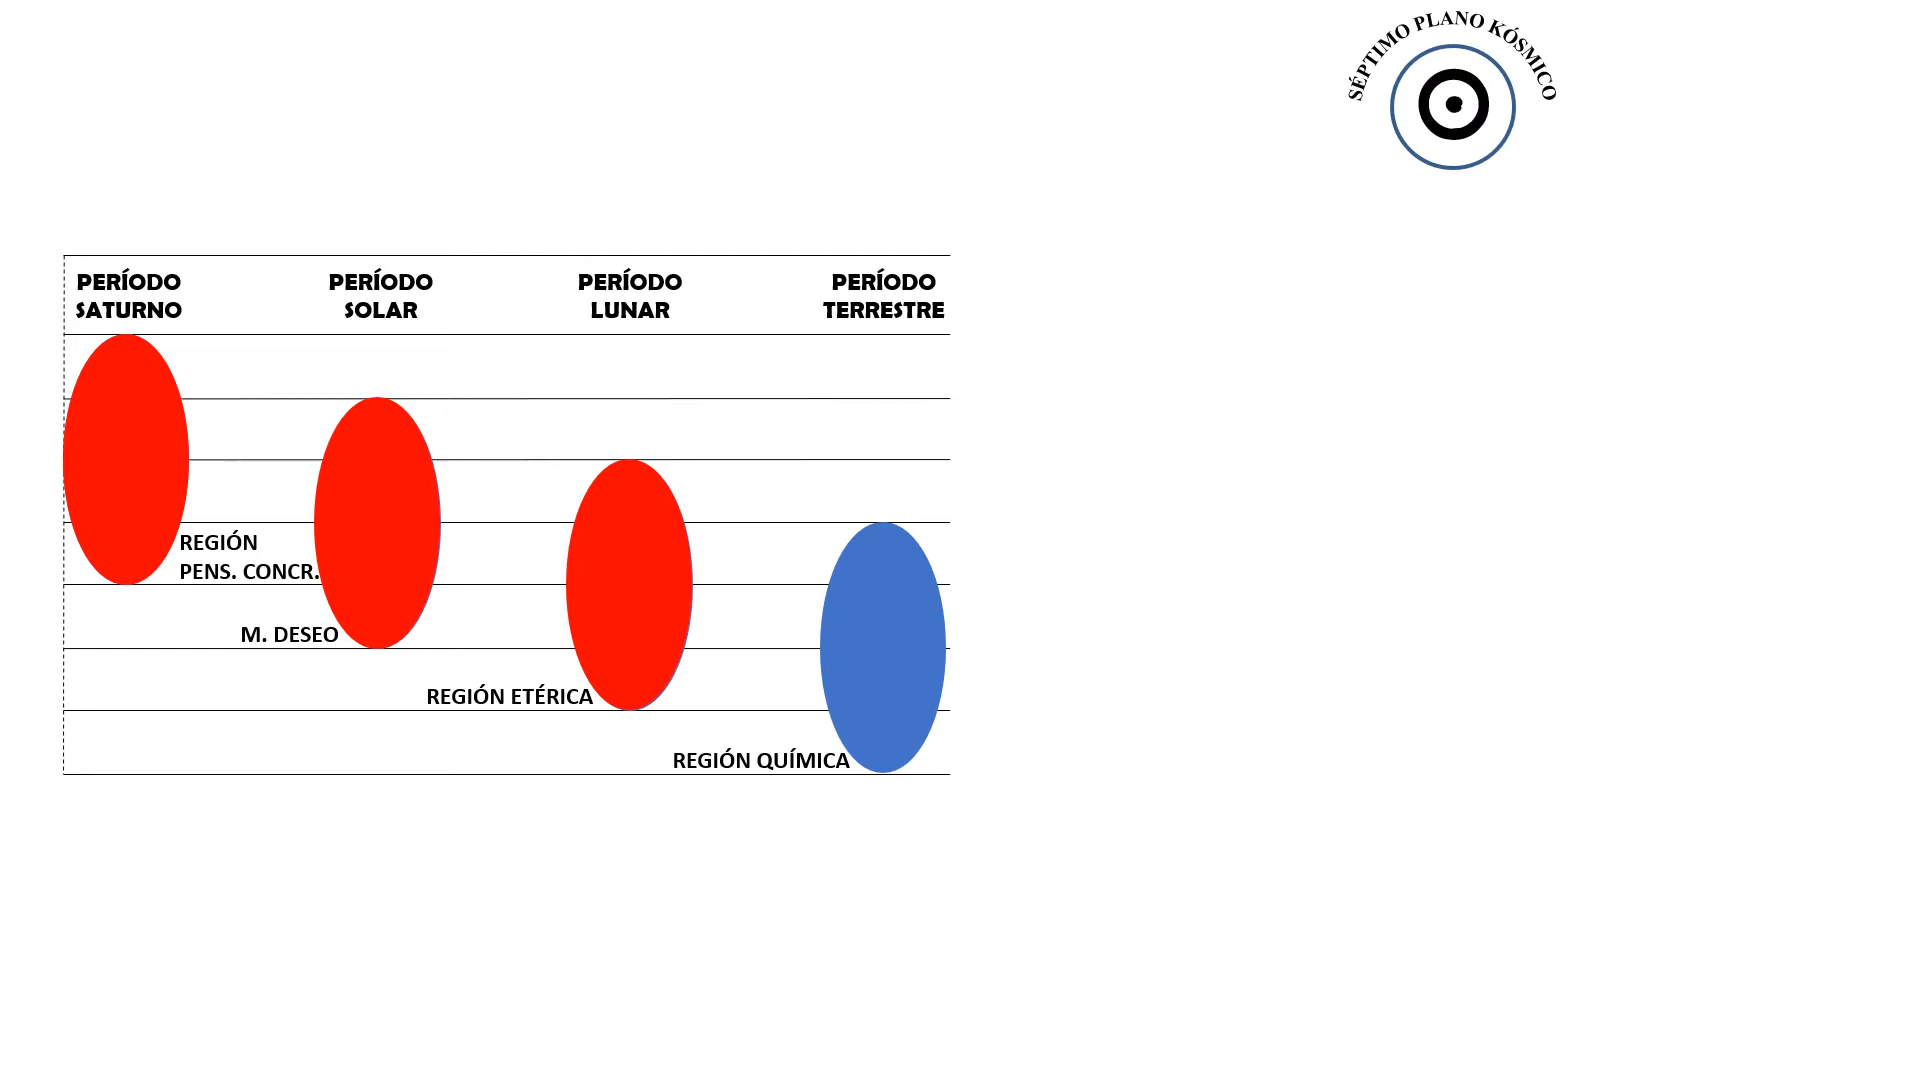 SÉPTIMO PLANO KÓSMICO
PERÍODO
SATURNO
PERÍODO
SOLAR
PERÍODO
LUNAR
PERÍODO
TERRESTRE
REGIÓN
PENS. CONCR.
M. DESEO
REGIÓN ETÉRICA
REGIÓN QUÍMICA